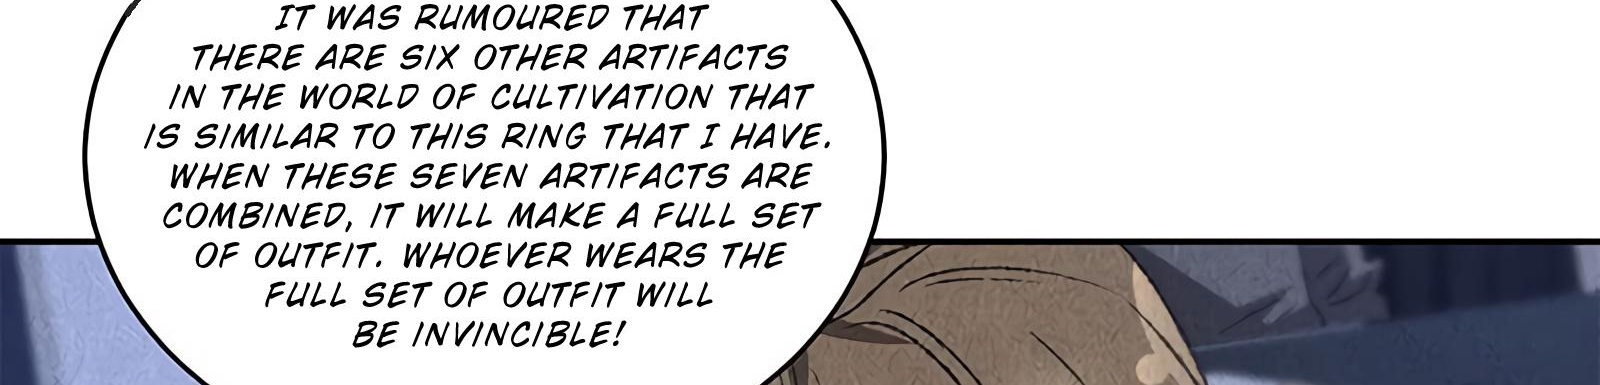 IT WAS RUMOURED THAT
THERE ARE SIX OTHER ARTIFACTS
IN THE WORLD OF CULTIVATION THAT
IS SIMILAR TO THIS RING THAT I HAVE.
WHEN THESE SEVEN ARTIFACTS ARE
COMBINED, IT WILL MAKE A FULL SET
OF OUTFIT. WHOEVER WEARS THE
FULL SET OF OUTFIT WILL
BE INVINCIBLE!